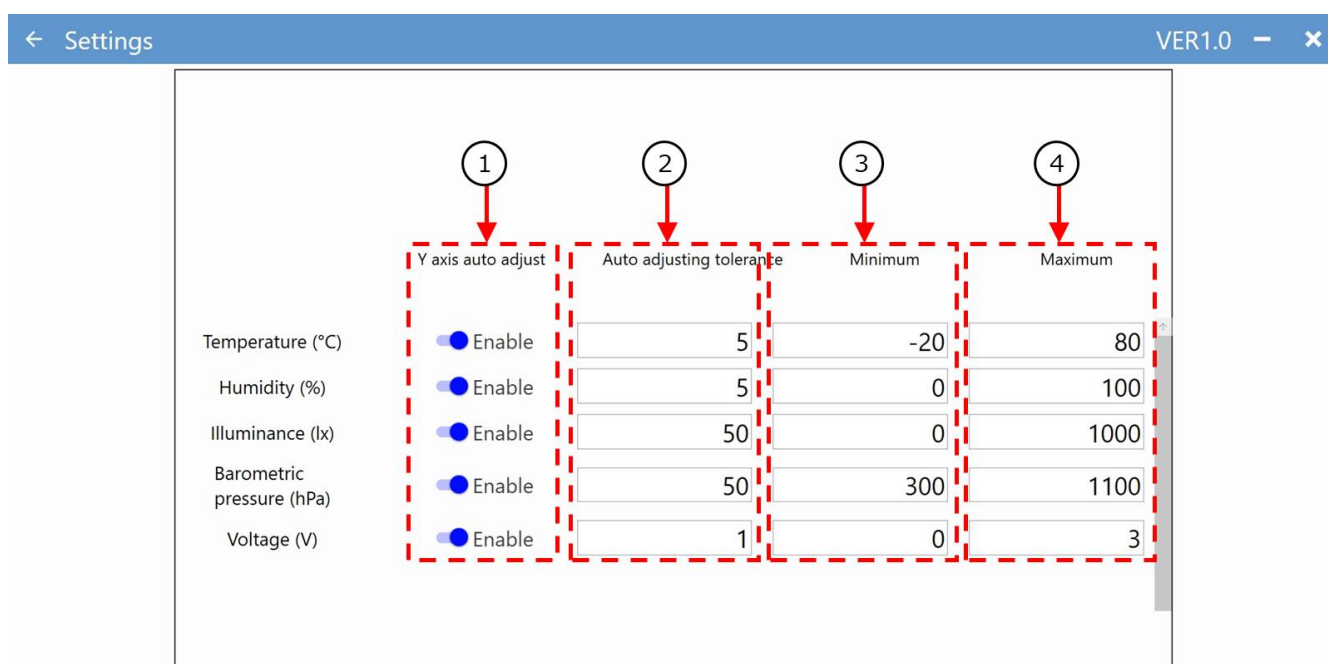 ← Settings VER1.0
1 2 3 4
Y axis auto adjust Auto adjusting tolerance Minimum Maximum
Temperature (°C) Enable 5 -20 80
Humidity (%) Enable 5 0 100
Illuminance (lx) Enable 50 0 1000
Barometric
pressure (hPa) Enable 50 300 1100
Voltage (V) Enable 1 0 3